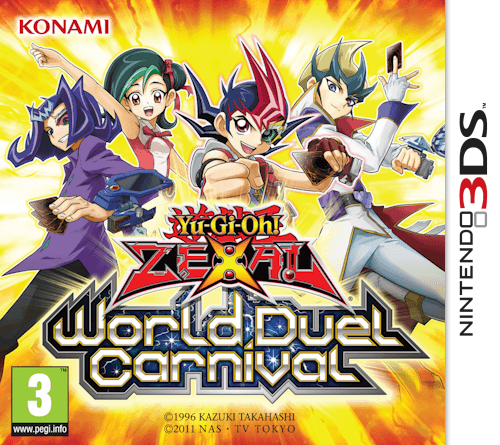 KONAMI
NINTENDO 3DS™
Yu-Gi-Oh!
ZEXAL
World Duel
Carnival
3
www.pegi.info
©1996 KAZUKI TAKAHASHI
©2011 NAS • TV TOKYO